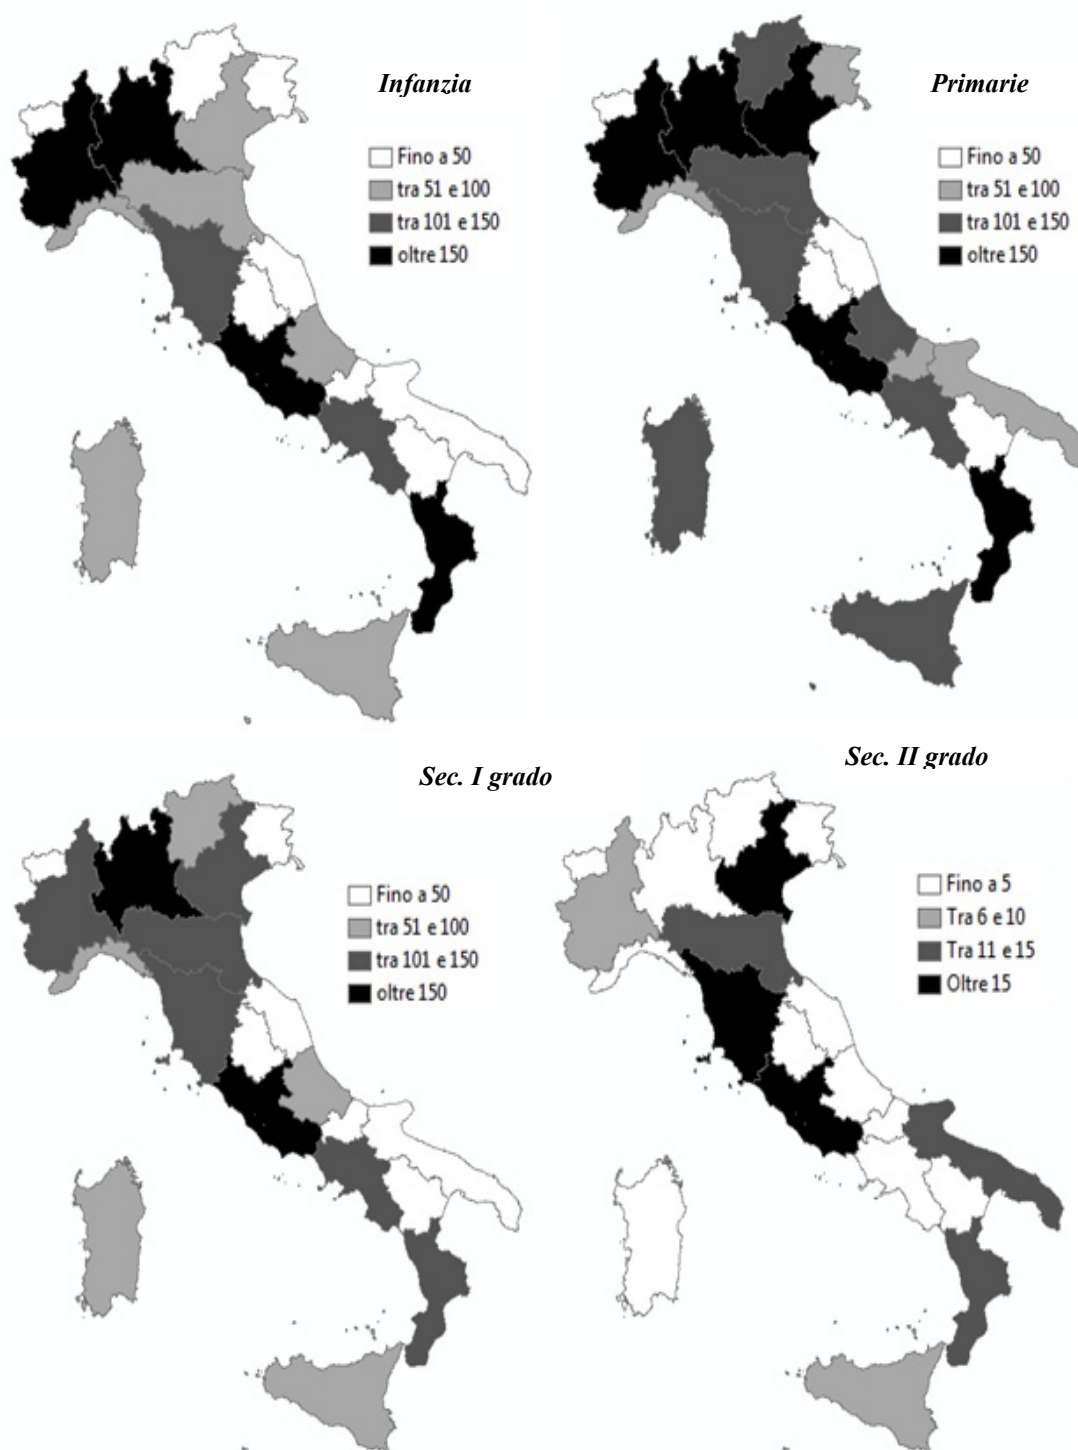 Infanzia
Fino a 50
tra 51 e 100
tra 101 e 150
oltre 150
Primarie
Fino a 50
tra 51 e 100
tra 101 e 150
oltre 150
Sec. I grado
Fino a 50
tra 51 e 100
tra 101 e 150
oltre 150
Sec. II grado
Fino a 5
Tra 6 e 10
Tra 11 e 15
Oltre 15